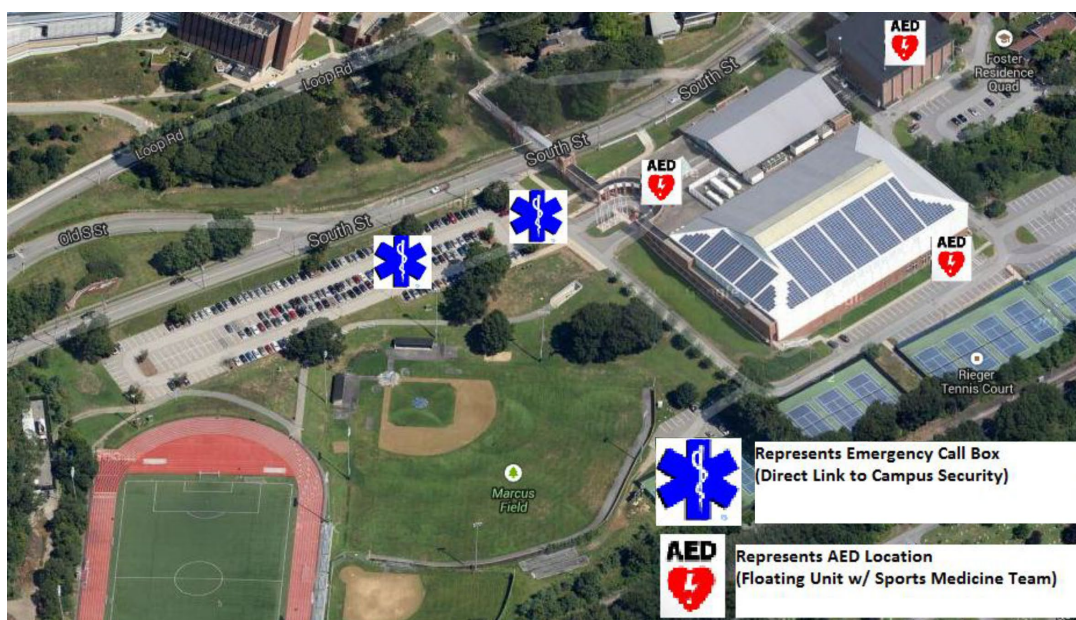 AED
Foster
Residence
Quad
Loop Rd
South St
Loop Rd
South St
AED
Old S St
South St
AED
Rieger
Tennis Court
Marcus
Field
Represents Emergency Call Box
(Direct Link to Campus Security)
AED
Represents AED Location
(Floating Unit w/ Sports Medicine Team)